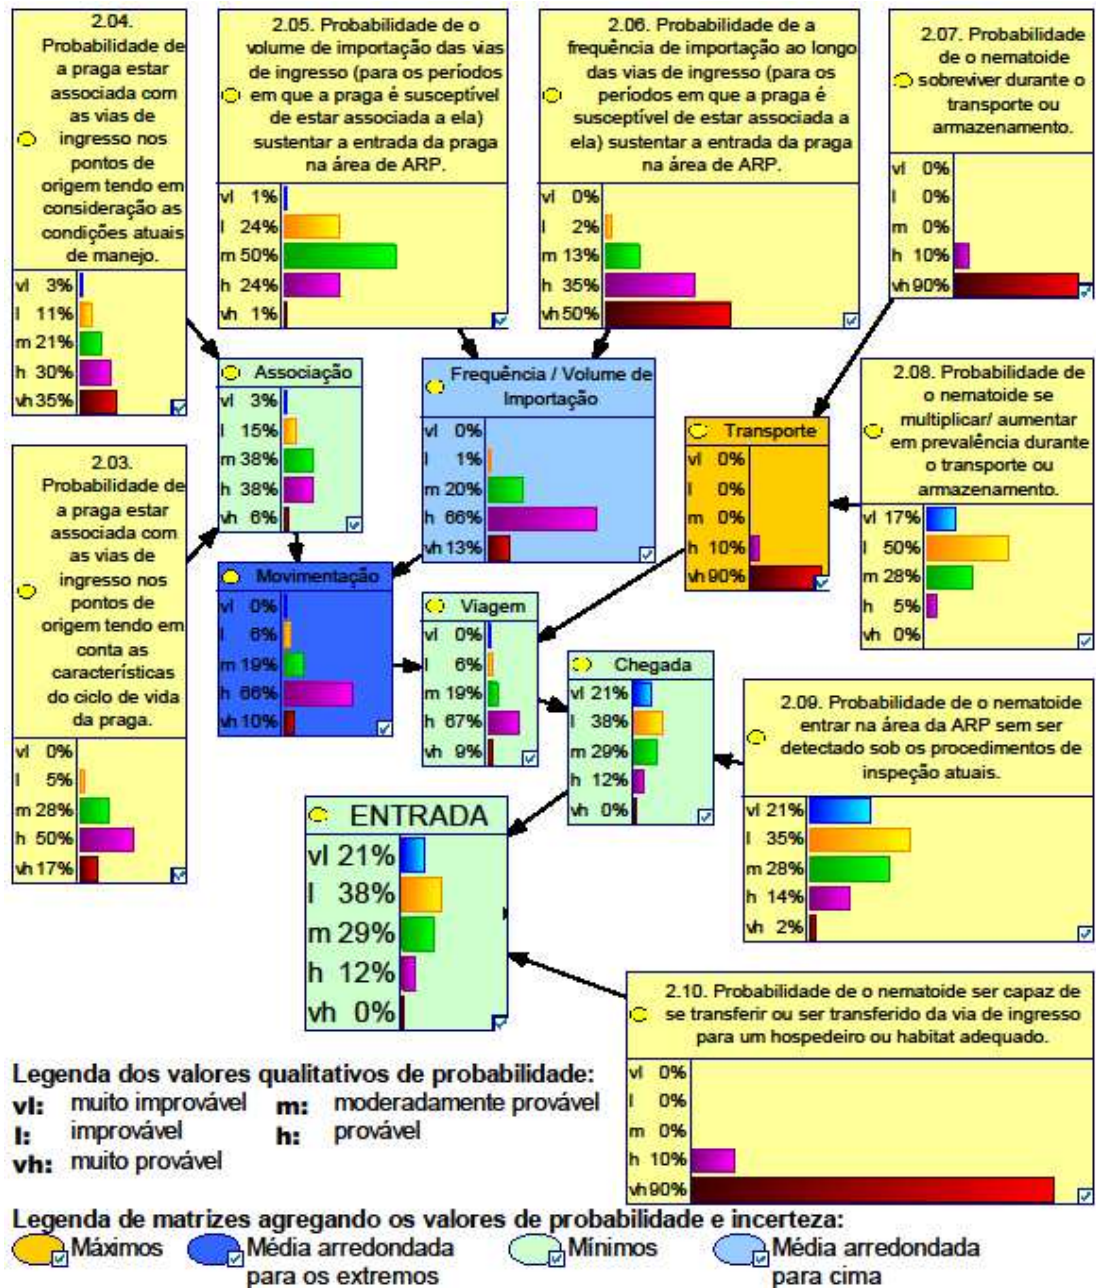 2.04.
Probabilidade de
a praga estar
associada com
as vias de
ingresso nos
pontos de
origem tendo em
consideração as
condições atuais
de manejo.
vl 3%
l 11%
m 21%
h 30%
vh 35%
2.05. Probabilidade de o
volume de importação das vias
de ingresso (para os períodos
em que a praga é susceptível
de estar associada a ela)
sustentar a entrada da praga
na área de ARP.
vl 1%
l 24%
m 50%
h 24%
vh 1%
2.06. Probabilidade de a
frequência de importação ao longo
das vias de ingresso (para os
períodos em que a praga é
susceptível de estar associada a
ela) sustentar a entrada da praga
na área de ARP.
vl 0%
l 2%
m 13%
h 35%
vh 50%
2.07. Probabilidade
de o nematoide
sobreviver durante o
transporte ou
armazenamento.
vl 0%
l 0%
m 0%
h 10%
vh 90%
Associação
vl 3%
l 15%
m 38%
h 38%
vh 6%
Frequência / Volume de
Importação
vl 0%
l 1%
m 20%
h 66%
vh 13%
Transporte
vl 0%
l 0%
m 0%
h 10%
vh 90%
2.08. Probabilidade de
o nematoide se
multiplicar/ aumentar
em prevalência durante
o transporte ou
armazenamento.
vl 17%
l 50%
m 28%
h 5%
vh 0%
2.03.
Probabilidade de
a praga estar
associada com
as vias de
ingresso nos
pontos de
origem tendo em
conta as
características
do ciclo de vida
da praga.
vl 0%
l 5%
m 28%
h 50%
vh 17%
Movimentação
vl 0%
l 6%
m 19%
h 66%
vh 10%
Viagem
vl 0%
l 6%
m 19%
h 67%
vh 9%
Chegada
vl 21%
l 38%
m 29%
h 12%
vh 0%
2.09. Probabilidade de o nematoide
entrar na área da ARP sem ser
detectado sob os procedimentos de
inspeção atuais.
vl 21%
l 35%
m 28%
h 14%
vh 2%
ENTRADA
vl 21%
l 38%
m 29%
h 12%
vh 0%
2.10. Probabilidade de o nematoide ser capaz de
se transferir ou ser transferido da via de ingresso
para um hospedeiro ou habitat adequado.
vl 0%
l 0%
m 0%
h 10%
vh 90%
Legenda dos valores qualitativos de probabilidade:
vl: muito improvável m: moderadamente provável
l: improvável h: provável
vh: muito provável
Legenda de matrizes agregando os valores de probabilidade e incerteza:
Máximos Média arredondada Mínimos Média arredondada
para os extremos para cima